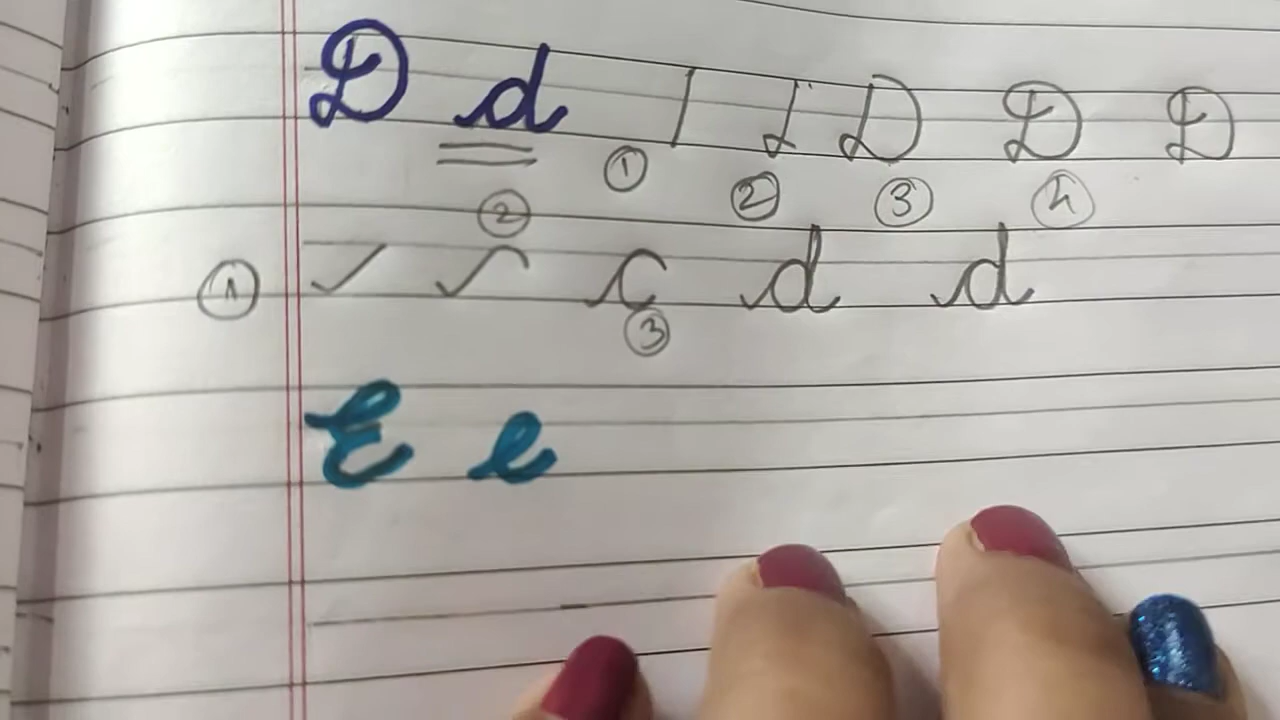 D d l L D D D
① ② ③ ④
②
① c d d
③
E e